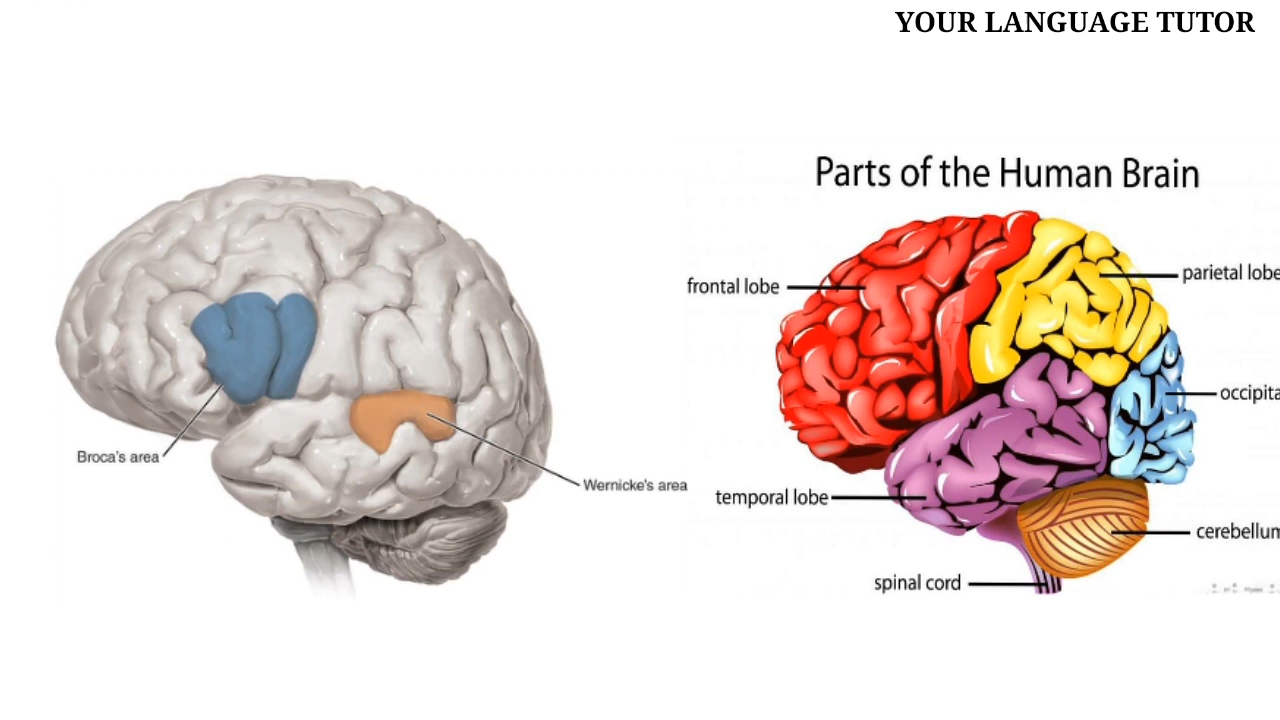 YOUR LANGUAGE TUTOR
Broca's area
Wernicke's area
Parts of the Human Brain
frontal lobe
parietal lobe
occipita
temporal lobe
cerebellum
spinal cord